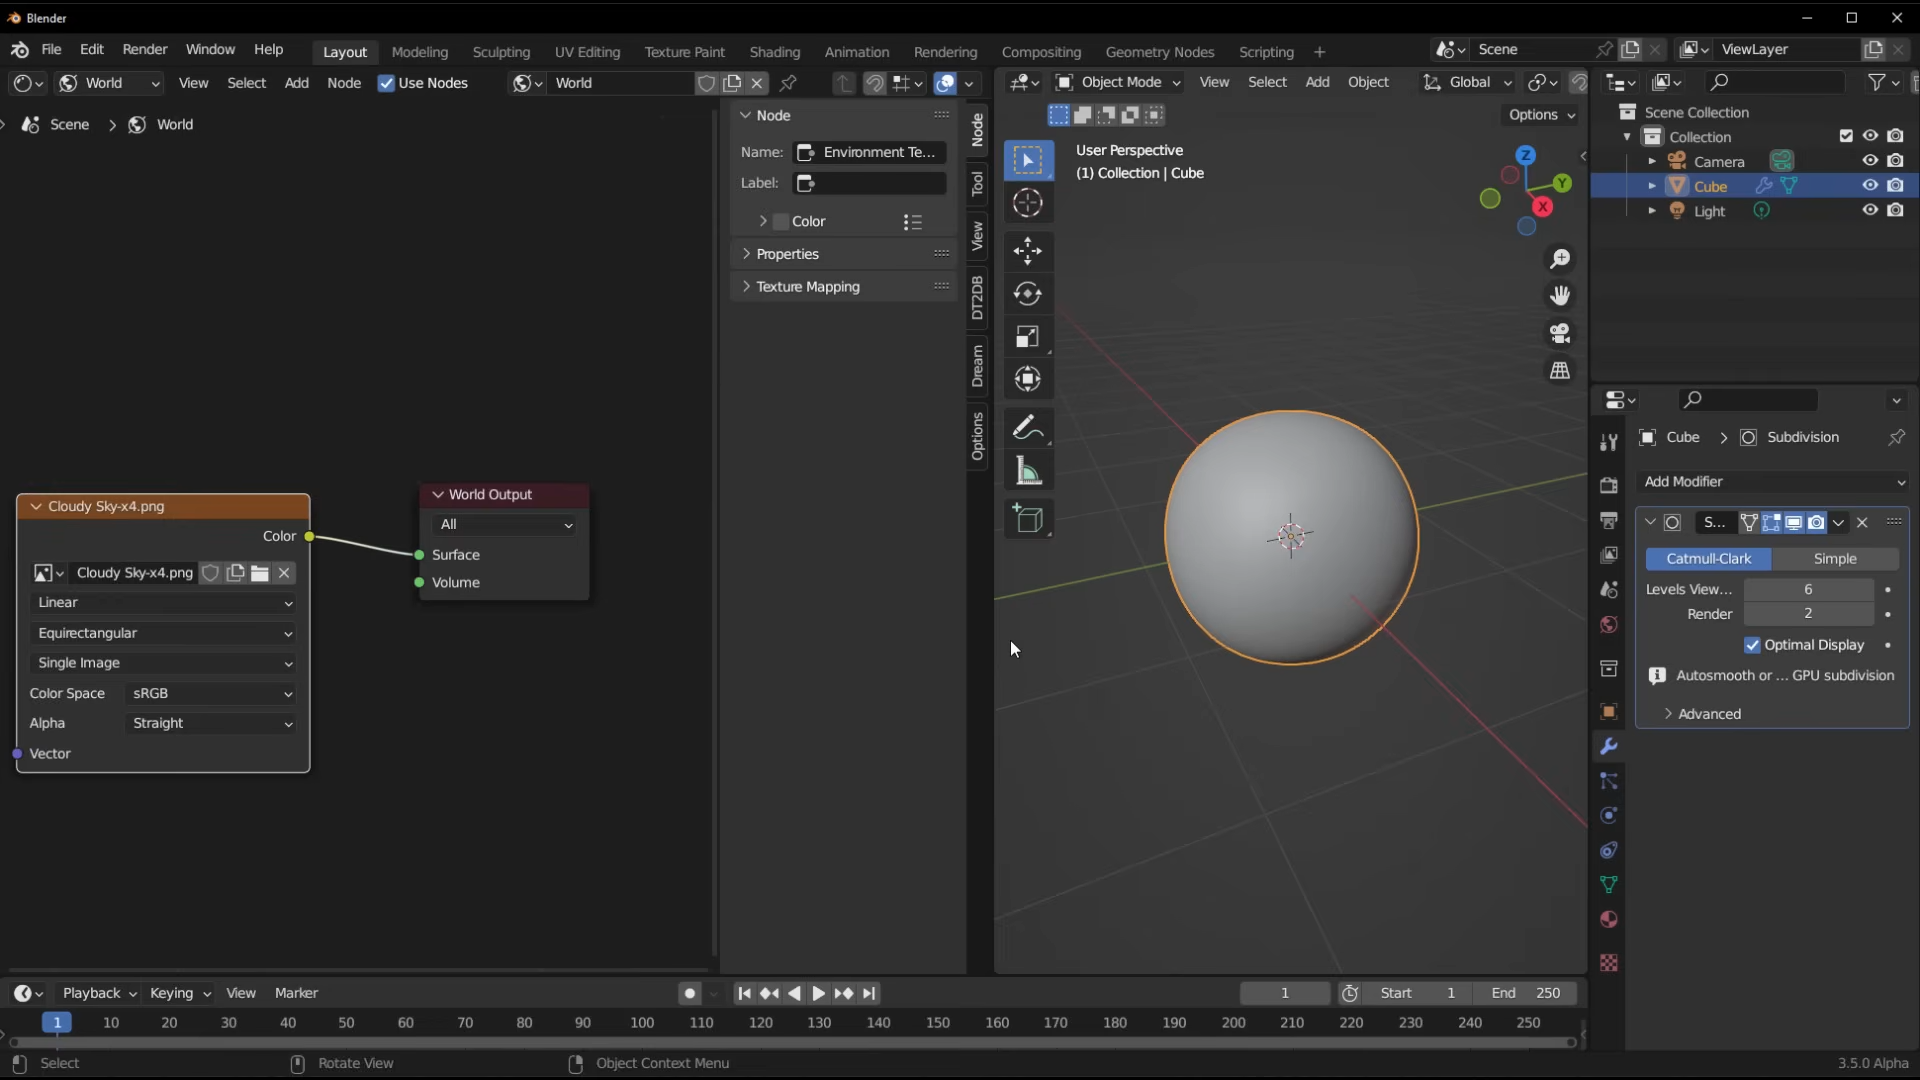 Blender
File Edit Render Window Help Layout Modeling Sculpting UV Editing Texture Paint Shading Animation Rendering Compositing Geometry Nodes Scripting + Scene ViewLayer
World View Select Add Node Use Nodes World
Scene > World
Node
Name: Environment Te...
Label:
Color
Properties
Texture Mapping
Node
Tool
View
DT2DB
Dream
Options
Cloudy Sky-x4.png
Color
Cloudy Sky-x4.png
Linear
Equirectangular
Single Image
Color Space sRGB
Alpha Straight
Vector
World Output
All
Surface
Volume
Object Mode View Select Add Object Global
Options
User Perspective
(1) Collection | Cube
Z
Y
X
Scene Collection
Collection
Camera
Cube
Light
Cube > Subdivision
Add Modifier
S...
Catmull-Clark Simple
Levels View... 6
Render 2
Optimal Display
Autosmooth or ... GPU subdivision
Advanced
Playback Keying View Marker 1 Start 1 End 250
1 10 20 30 40 50 60 70 80 90 100 110 120 130 140 150 160 170 180 190 200 210 220 230 240 250
Select Rotate View Object Context Menu 3.5.0 Alpha